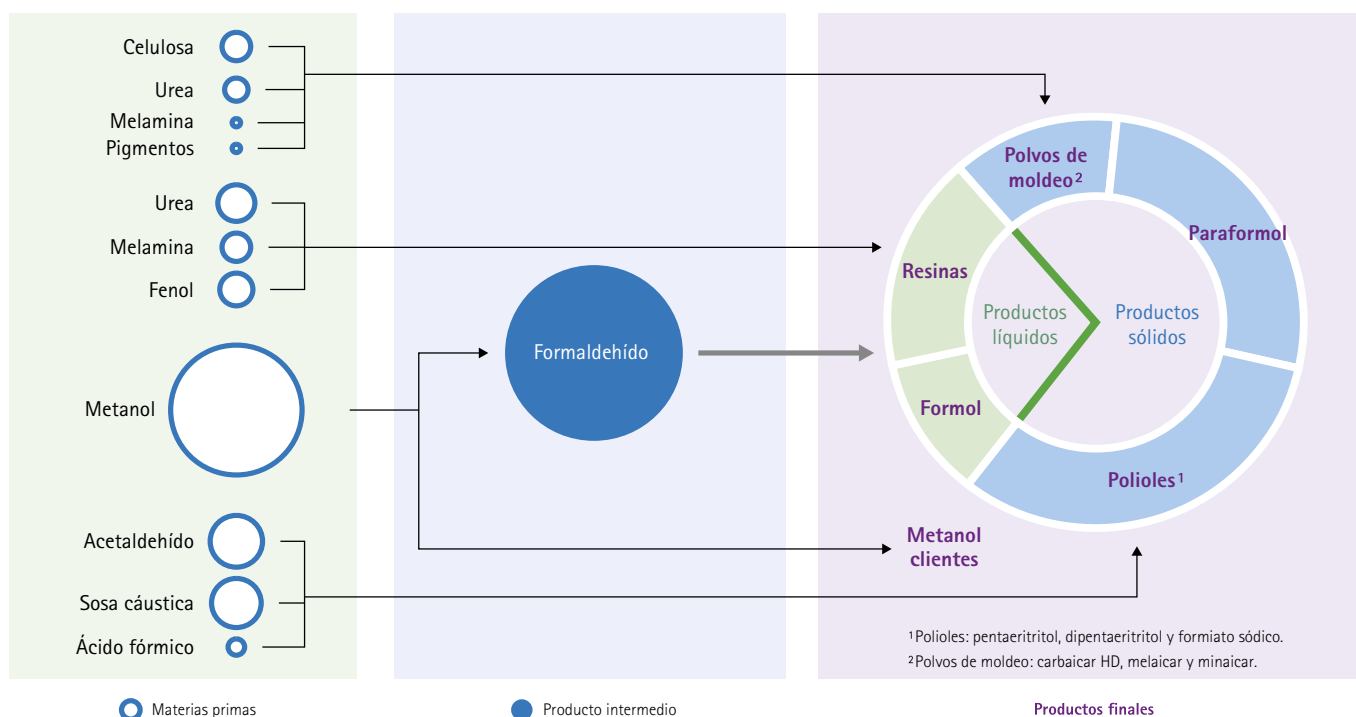 Celulosa
Urea
Melamina
Pigmentos
Urea
Melamina
Fenol
Metanol
Acetaldehído
Sosa cáustica
Ácido fórmico
Formaldehído
Polvos de
moldeo²
Paraformol
Resinas
Productos
líquidos
Productos
sólidos
Formol
Polioles¹
Metanol
clientes
¹Polioles: pentaeritritol, dipentaeritritol y formiato sódico.
²Polvos de moldeo: carbaicar HD, melaicar y minaicar.
Materias primas
Producto intermedio
Productos finales